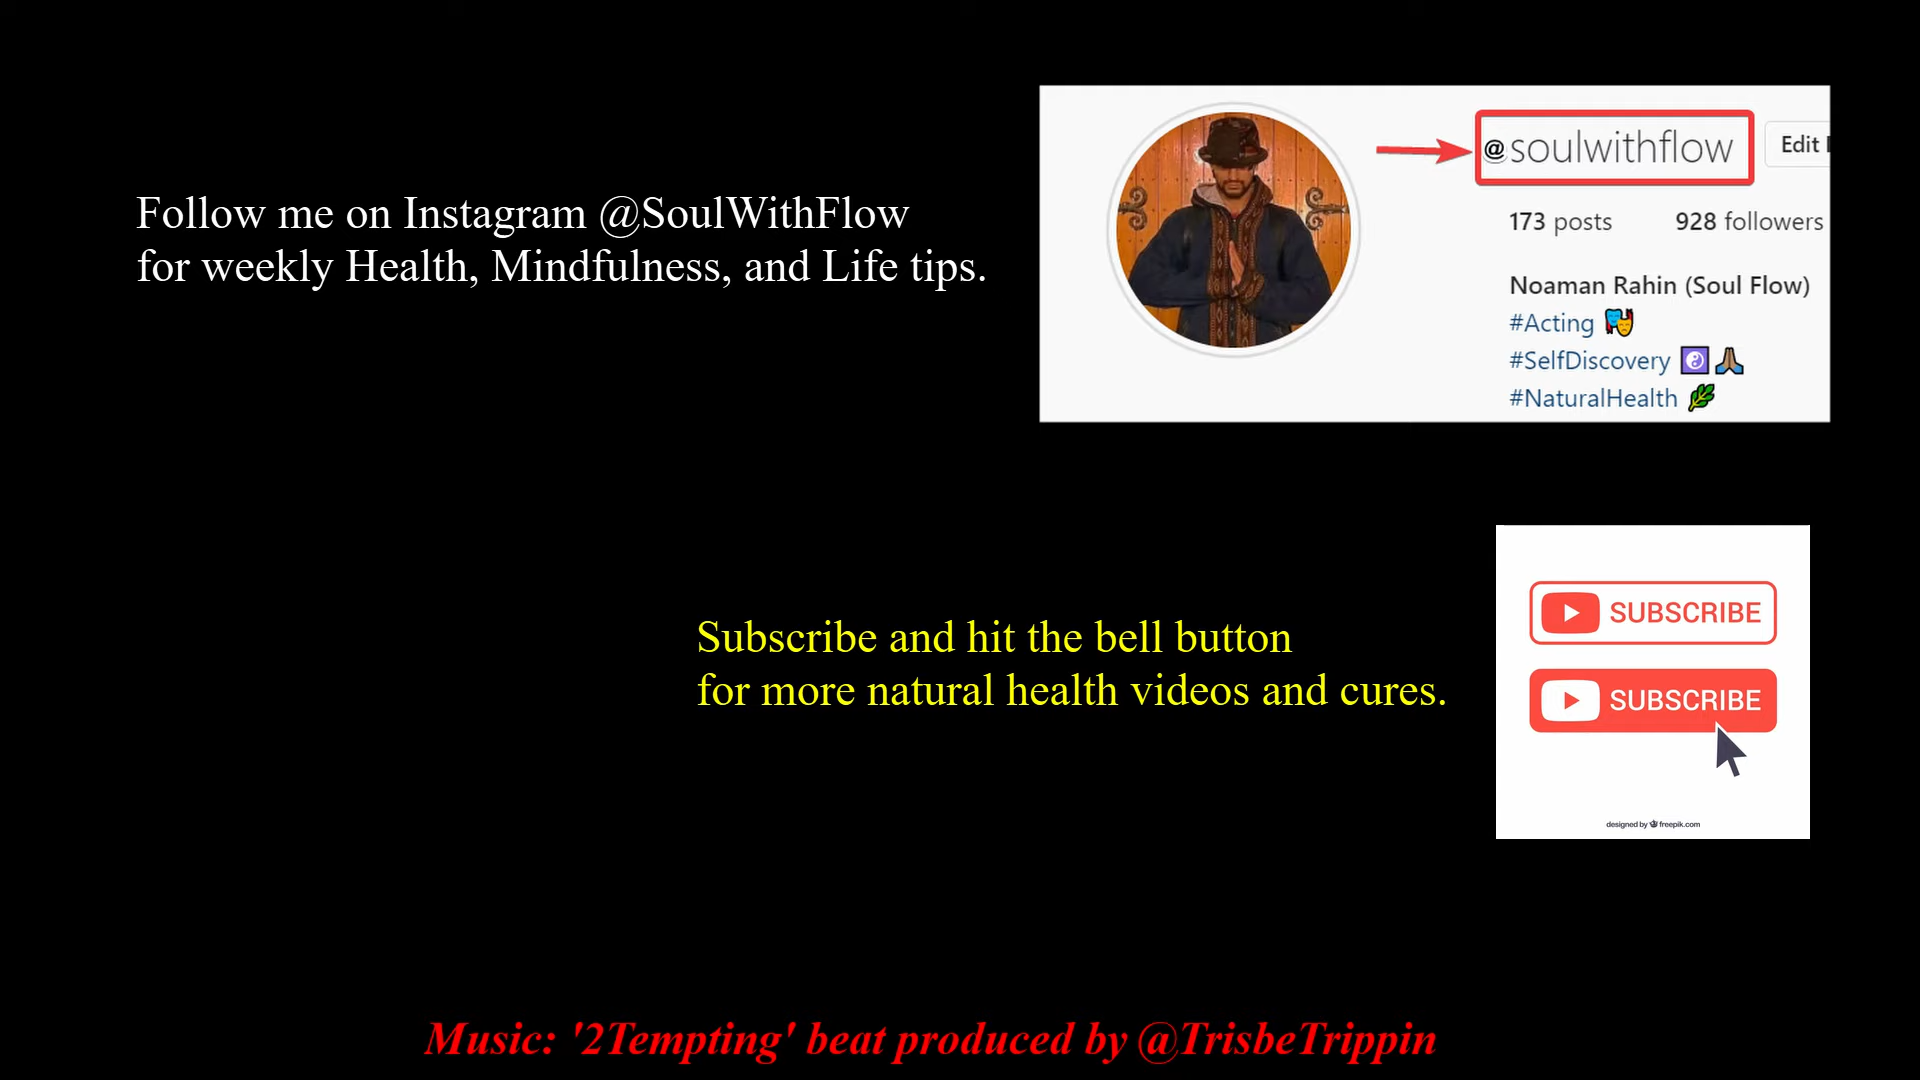 Follow me on Instagram @SoulWithFlow
for weekly Health, Mindfulness, and Life tips.
@soulwithflow
Edit
173 posts 928 followers
Noaman Rahin (Soul Flow)
#Acting 🎭
#SelfDiscovery ☯️🙏🏽
#NaturalHealth 🌿
SUBSCRIBE
Subscribe and hit the bell button
for more natural health videos and cures.
SUBSCRIBE
designed by freepik.com
Music: '2Tempting' beat produced by @TrisbeTrippin